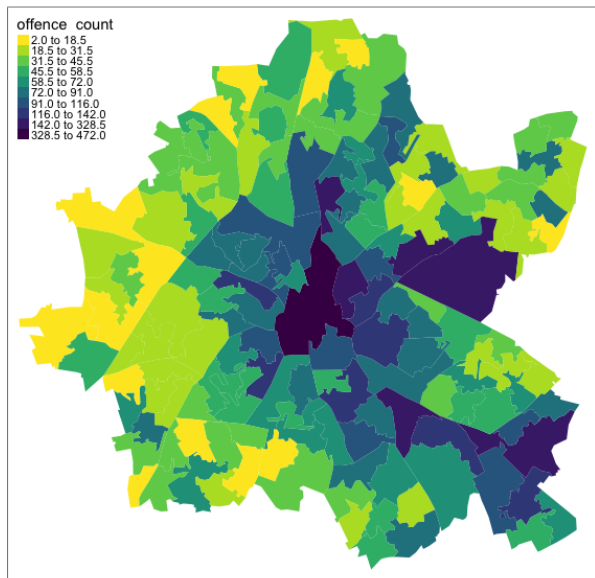 offence_count
2.0 to 18.5
18.5 to 31.5
31.5 to 45.5
45.5 to 58.5
58.5 to 72.0
72.0 to 91.0
91.0 to 116.0
116.0 to 142.0
142.0 to 328.5
328.5 to 472.0